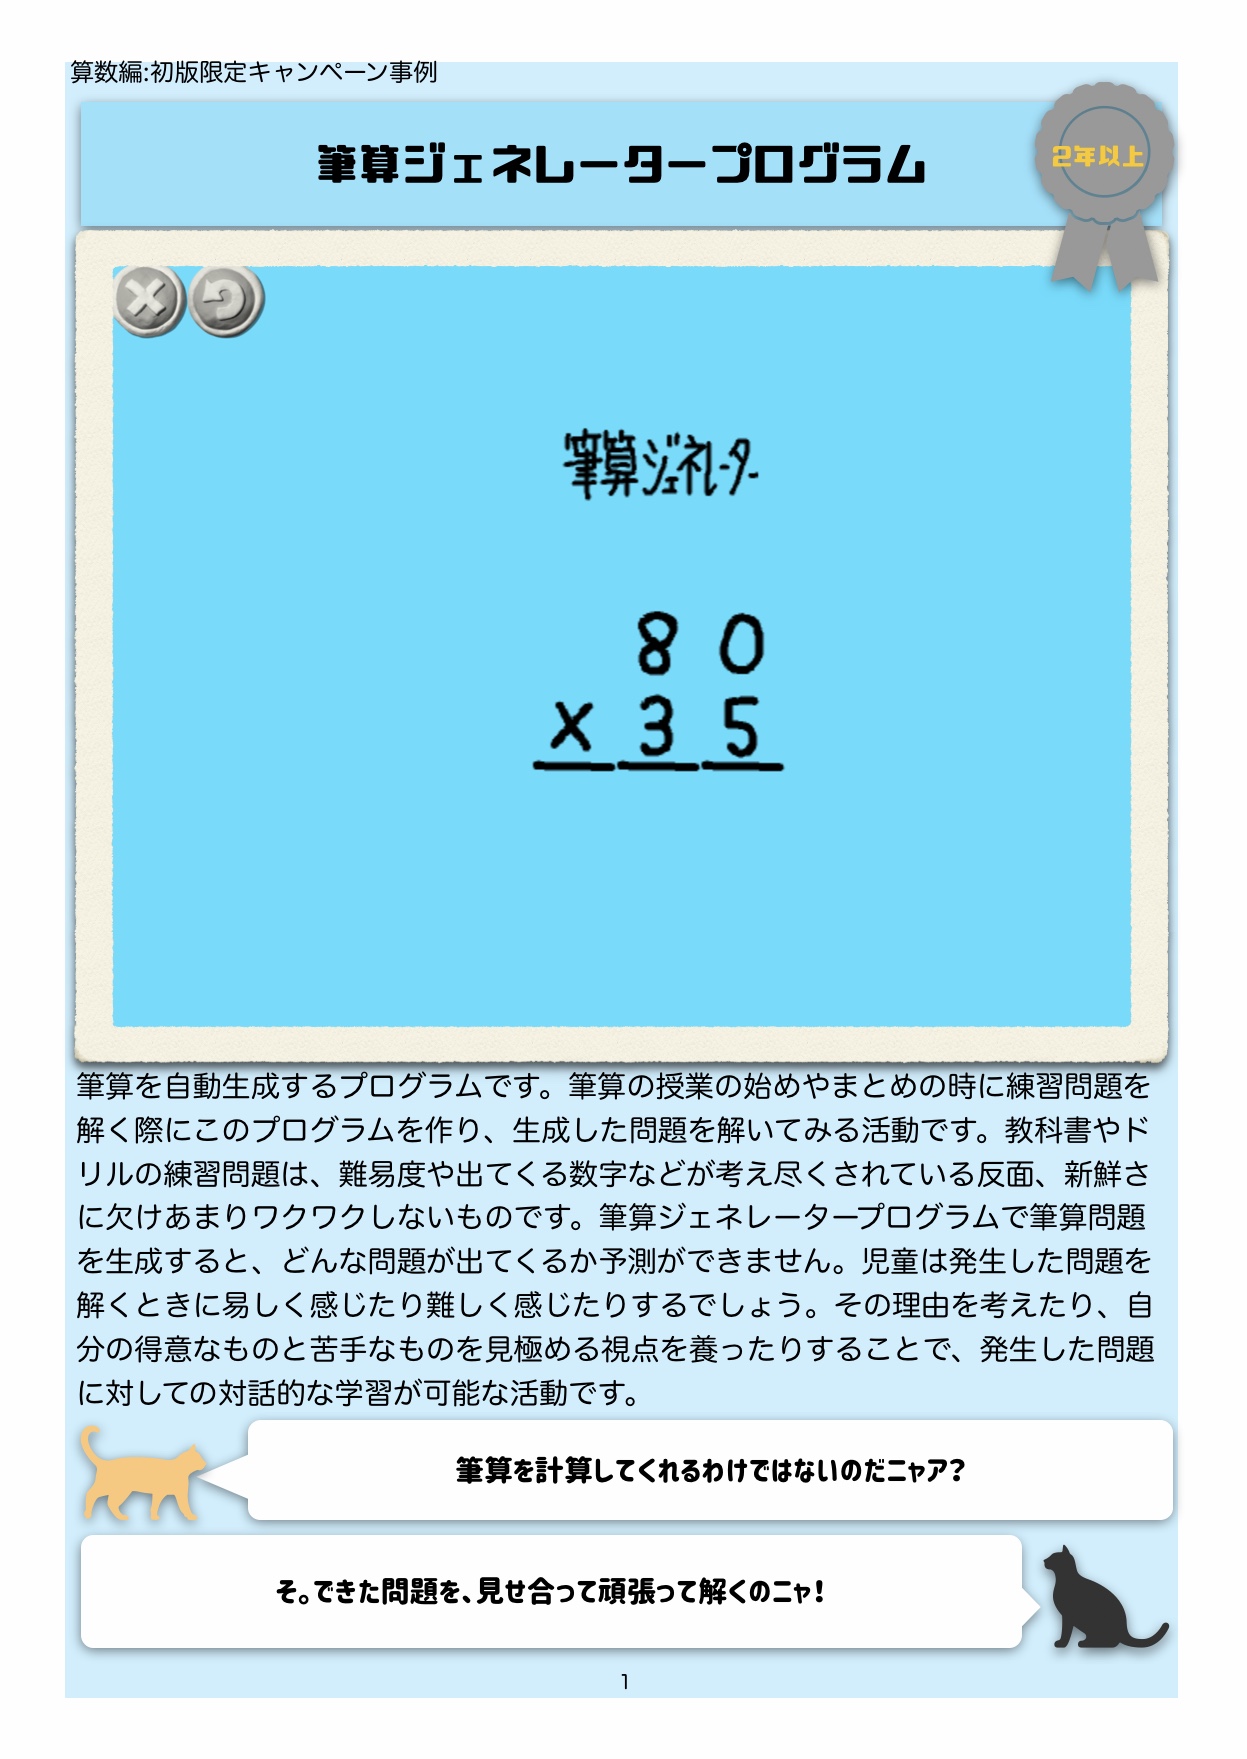 算数編:初版限定キャンペーン事例
筆算ジェネレータープログラム
2年以上
筆算ジェネレーター
8 0
× 3 5
筆算を自動生成するプログラムです。筆算の授業の始めやまとめの時に練習問題を
解く際にこのプログラムを作り、生成した問題を解いてみる活動です。教科書やド
リルの練習問題は、難易度や出てくる数字などが考え尽くされている反面、新鮮さ
に欠けあまりワクワクしないものです。筆算ジェネレータープログラムで筆算問題
を生成すると、どんな問題が出てくるか予測ができません。児童は発生した問題を
解くときに易しく感じたり難しく感じたりするでしょう。その理由を考えたり、自
分の得意なものと苦手なものを見極める視点を養ったりすることで、発生した問題
に対しての対話的な学習が可能な活動です。
筆算を計算してくれるわけではないのだニャア?
そ。できた問題を、見せ合って頑張って解くのニャ!
1